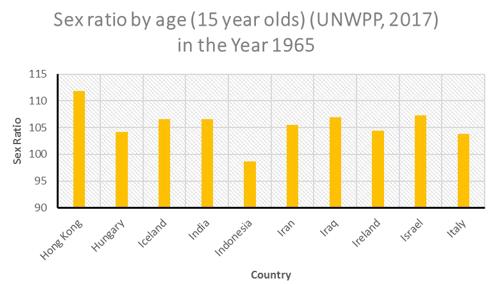 Sex ratio by age (15 year olds) (UNWPP, 2017)
in the Year 1965
Sex Ratio
115
110
105
100
95
90
Hong Kong
Hungary
Iceland
India
Indonesia
Iran
Iraq
Ireland
Israel
Italy
Country